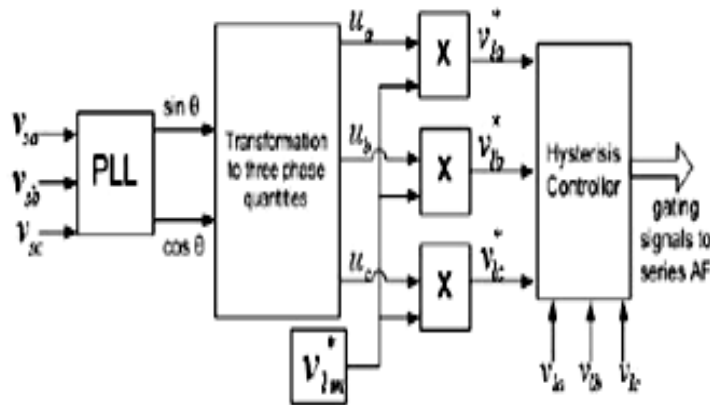 v_sa
v_sb
v_sc
PLL
sin θ
cos θ
Transformation
to three phase
quantities
u_a
u_b
u_c
X
X
X
v*_la
v*_lb
v*_lc
v*_lm
Hysterisis
Controller
gating
signals to
series AF
v_la
v_lb
v_lc